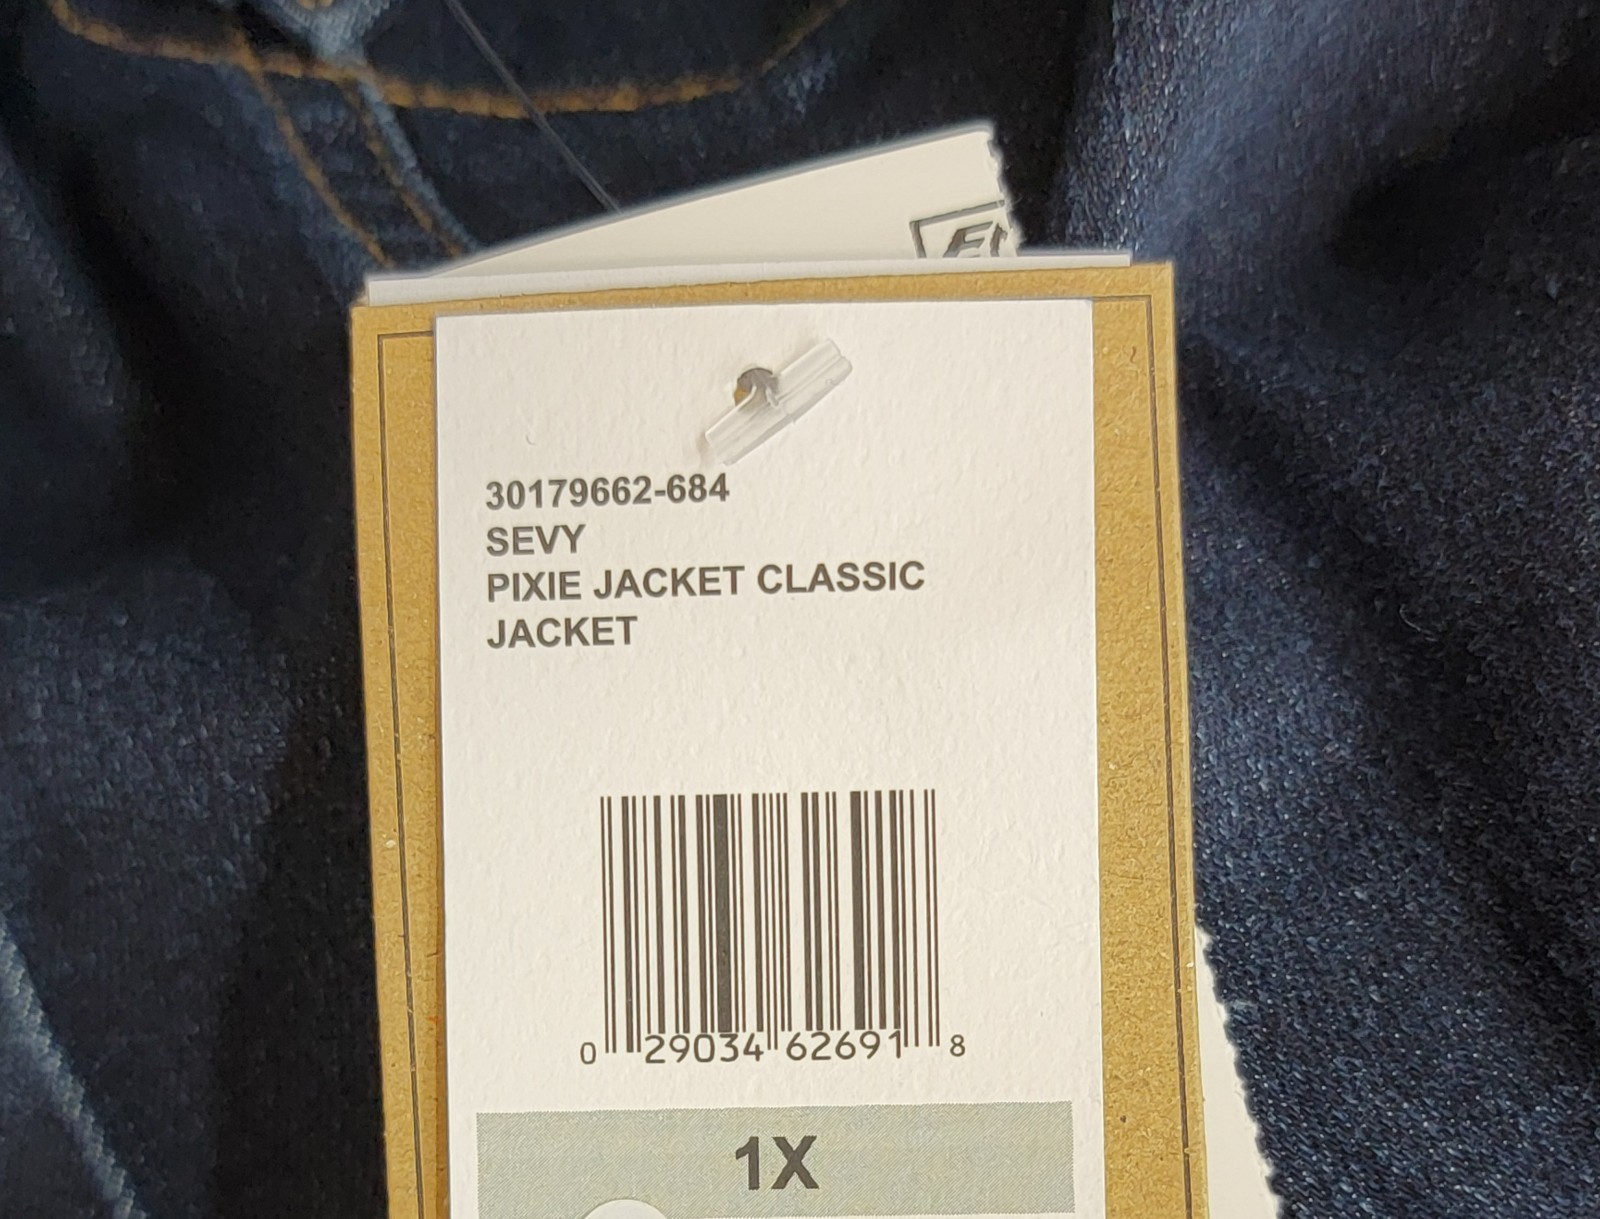 30179662-684
SEVY
PIXIE JACKET CLASSIC
JACKET
0 29034 62691 8
1X